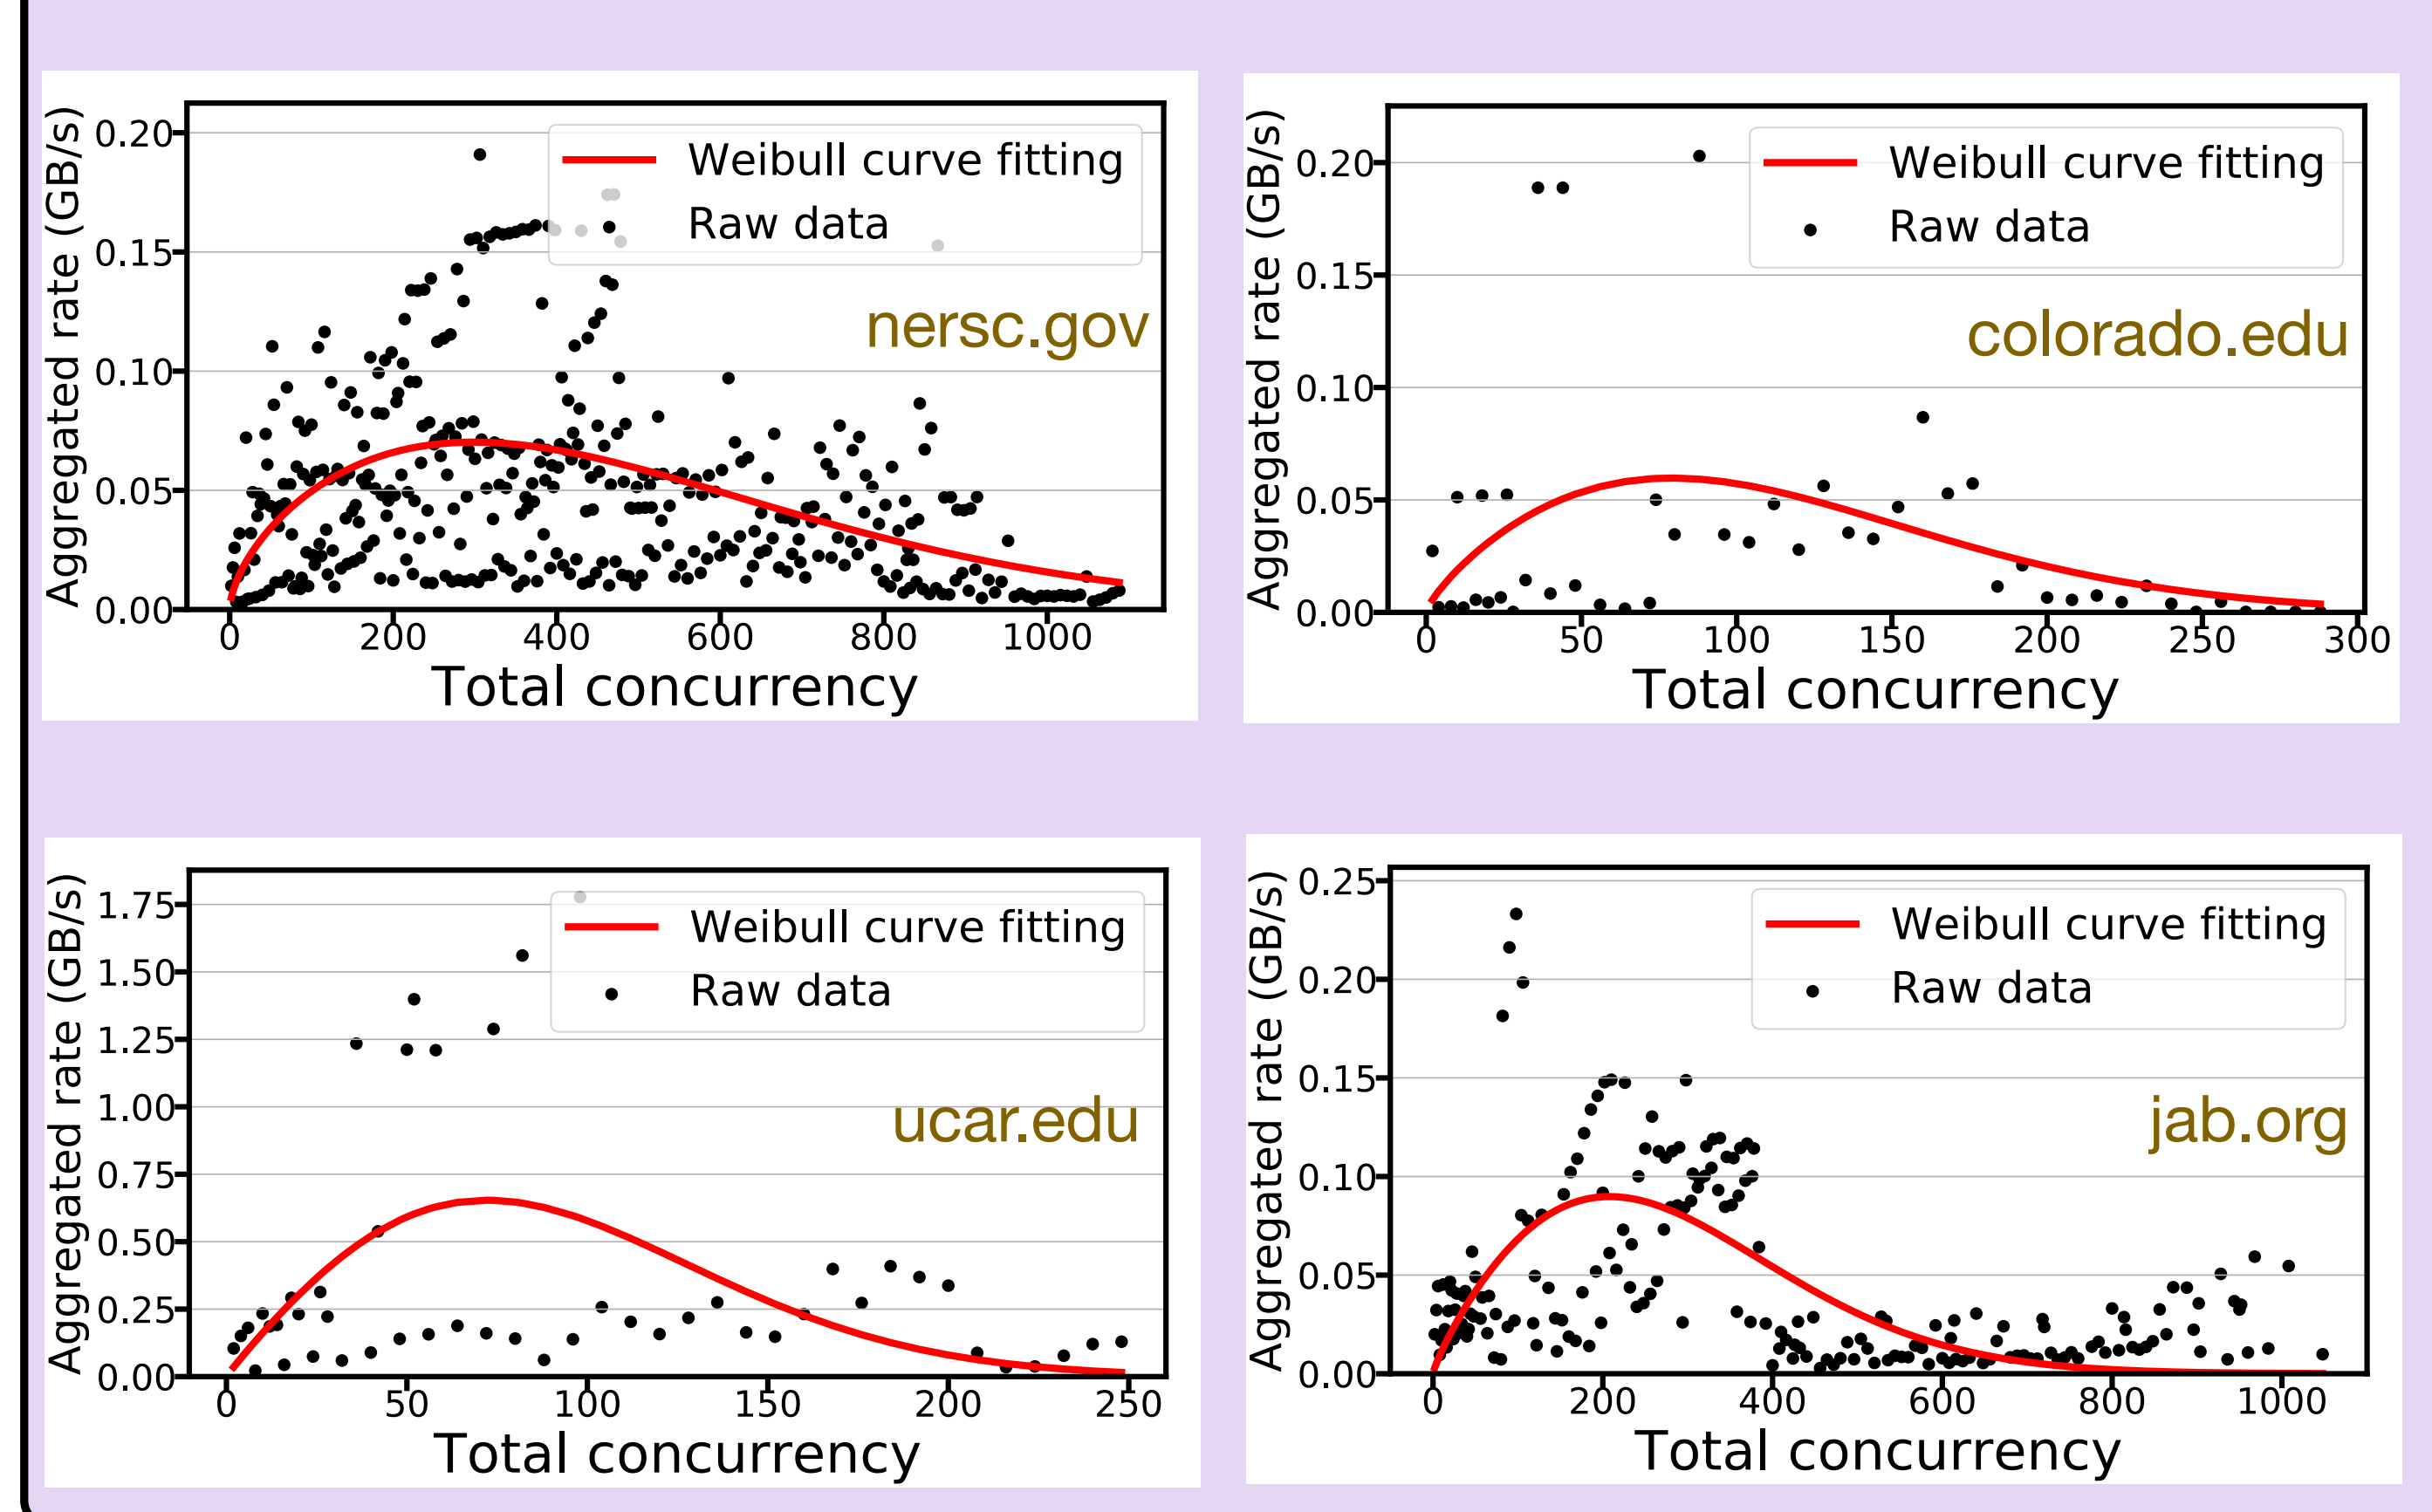 Aggregated rate (GB/s)
0.20
0.15
0.10
0.05
0.00
Weibull curve fitting
Raw data
nersc.gov
0 200 400 600 800 1000
Total concurrency
Aggregated rate (GB/s)
0.20
0.15
0.10
0.05
0.00
Weibull curve fitting
Raw data
colorado.edu
0 50 100 150 200 250 300
Total concurrency
Aggregated rate (GB/s)
1.75
1.50
1.25
1.00
0.75
0.50
0.25
0.00
Weibull curve fitting
Raw data
ucar.edu
0 50 100 150 200 250
Total concurrency
Aggregated rate (GB/s)
0.25
0.20
0.15
0.10
0.05
0.00
Weibull curve fitting
Raw data
jab.org
0 200 400 600 800 1000
Total concurrency